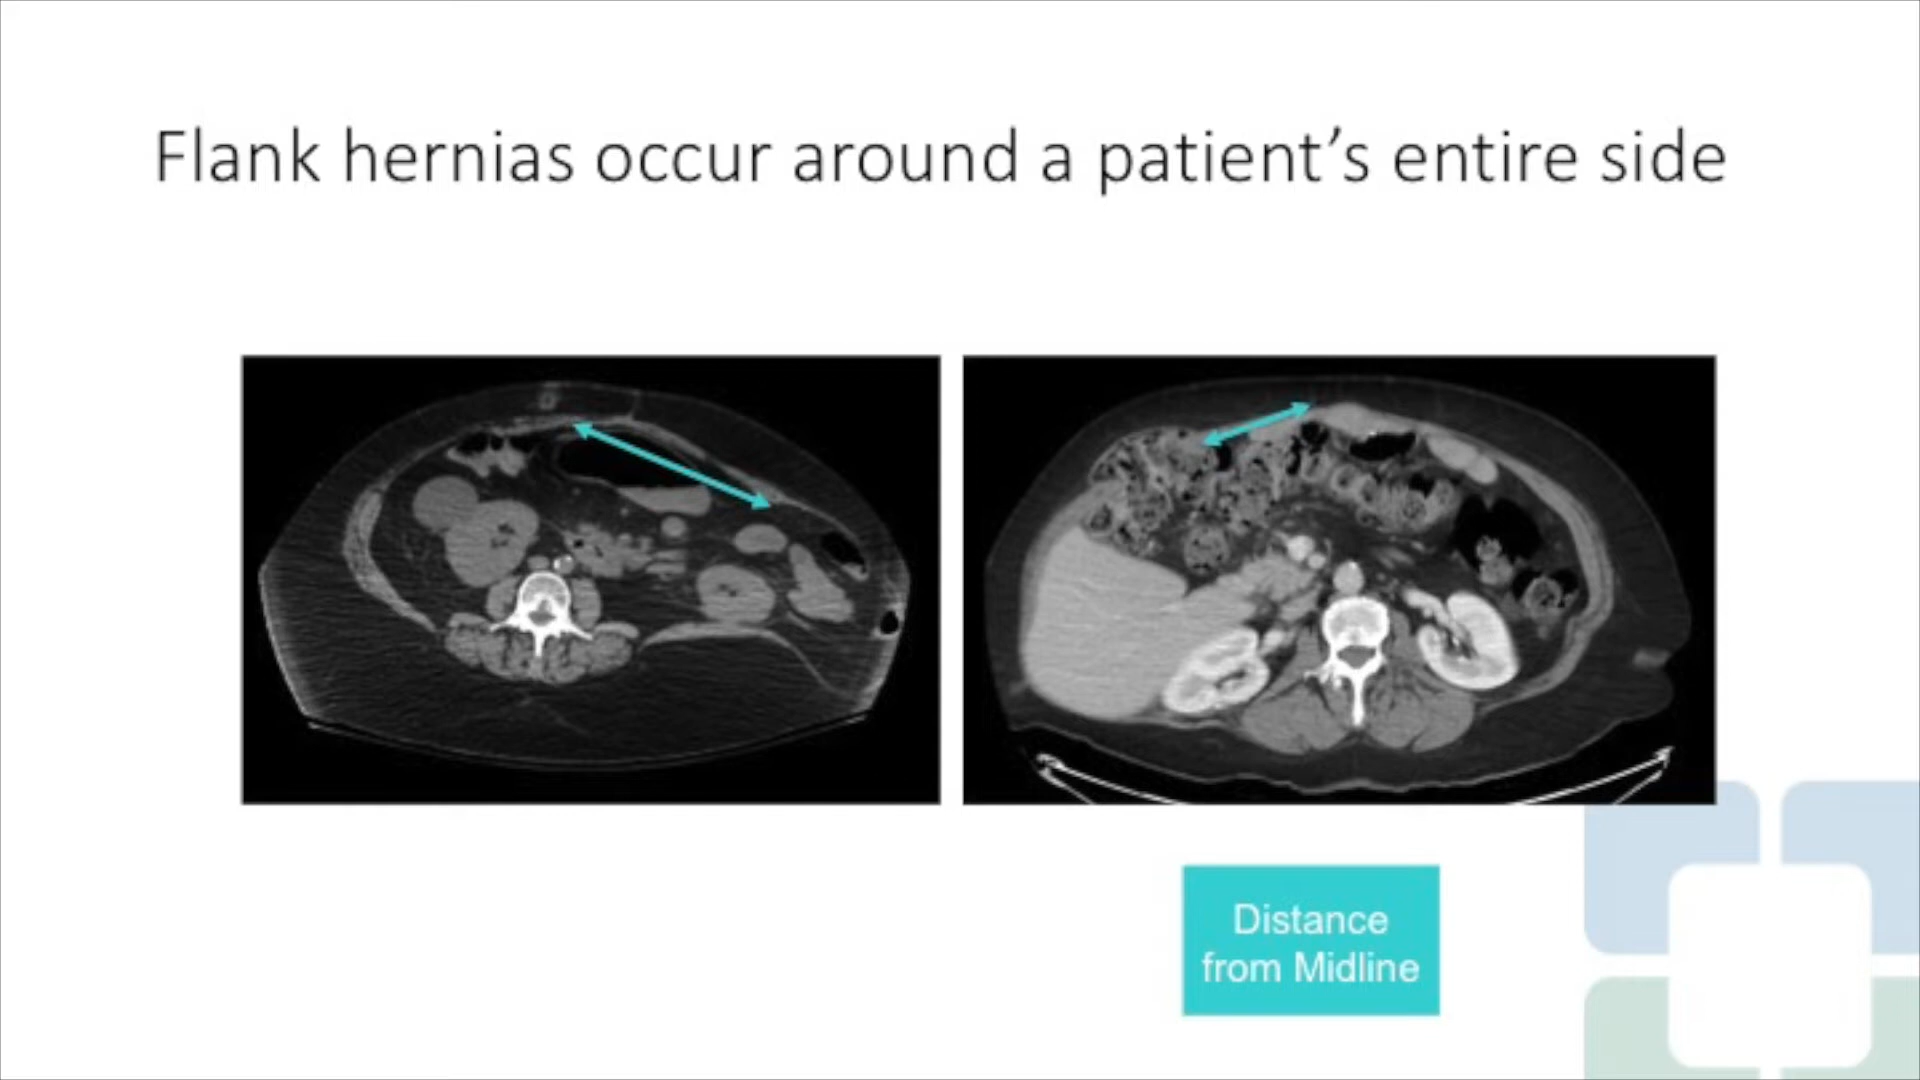 Flank hernias occur around a patient’s entire side
Distance
from Midline